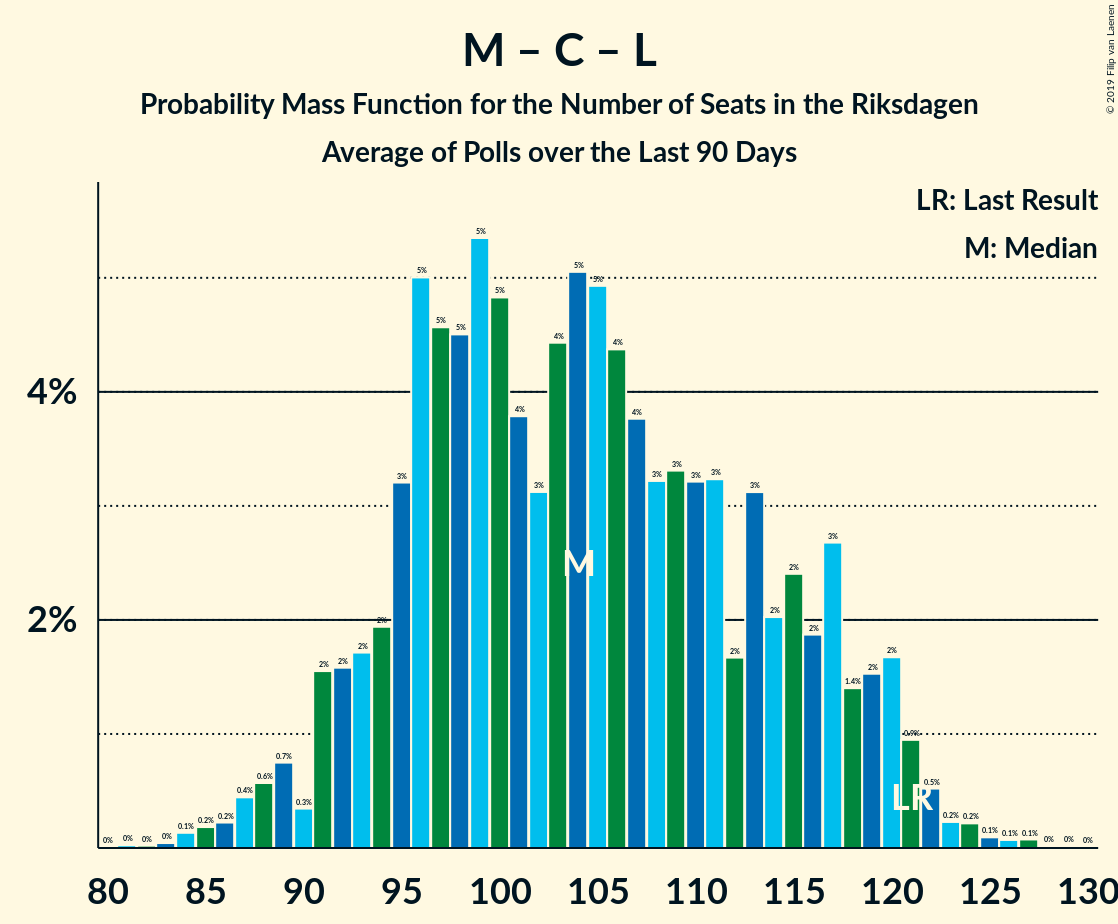 M – C – L
Probability Mass Function for the Number of Seats in the Riksdagen
Average of Polls over the Last 90 Days
© 2019 Filip van Laenen
LR: Last Result
M: Median
4%
2%
0% 0% 0% 0% 0.1% 0.2% 0.2% 0.4% 0.6% 0.7% 0.3% 2% 2% 2% 2% 3% 5% 5% 5% 5% 5% 4% 3% 4% 5% 5% 4% 4% 3% 3% 3% 3% 2% 3% 2% 2% 2% 3% 1.4% 2% 2% 0.9% 0.5% 0.2% 0.2% 0.1% 0.1% 0.1% 0% 0% 0%
M
LR
80 85 90 95 100 105 110 115 120 125 130